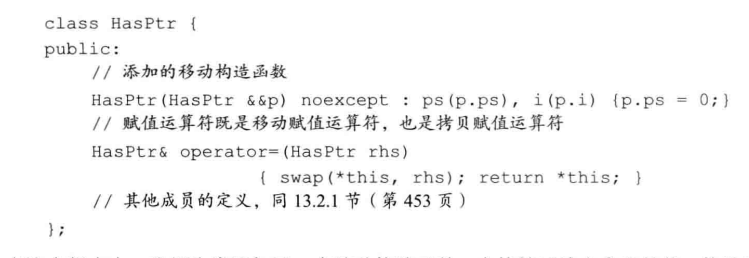 class HasPtr {
public:
// 添加的移动构造函数
HasPtr(HasPtr &&p) noexcept : ps(p.ps), i(p.i) {p.ps = 0;}
// 赋值运算符既是移动赋值运算符，也是拷贝赋值运算符
HasPtr& operator=(HasPtr rhs)
{ swap(*this, rhs); return *this; }
// 其他成员的定义，同 13.2.1 节（第 453 页）
};